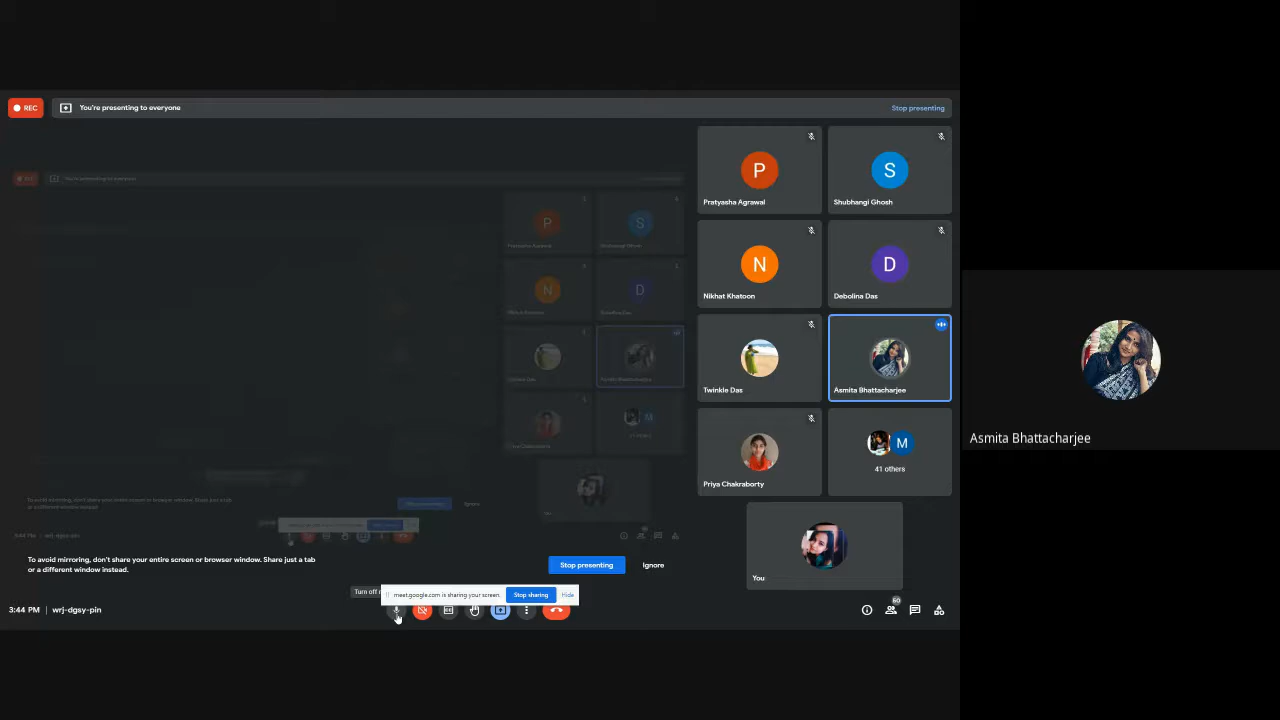 REC
You're presenting to everyone
Stop presenting
P
Pratyasha Agrawal
S
Shubhangi Ghosh
N
Nikhat Khatoon
D
Debolina Das
Twinkle Das
Asmita Bhattacharjee
Priya Chakraborty
M
41 others
You
Asmita Bhattacharjee
To avoid mirroring, don't share your entire screen or browser window. Share just a tab
or a different window instead.
Stop presenting
Ignore
Turn off
meet.google.com is sharing your screen.
Stop sharing
Hide
3:44 PM | wrj-dgsy-pin
50